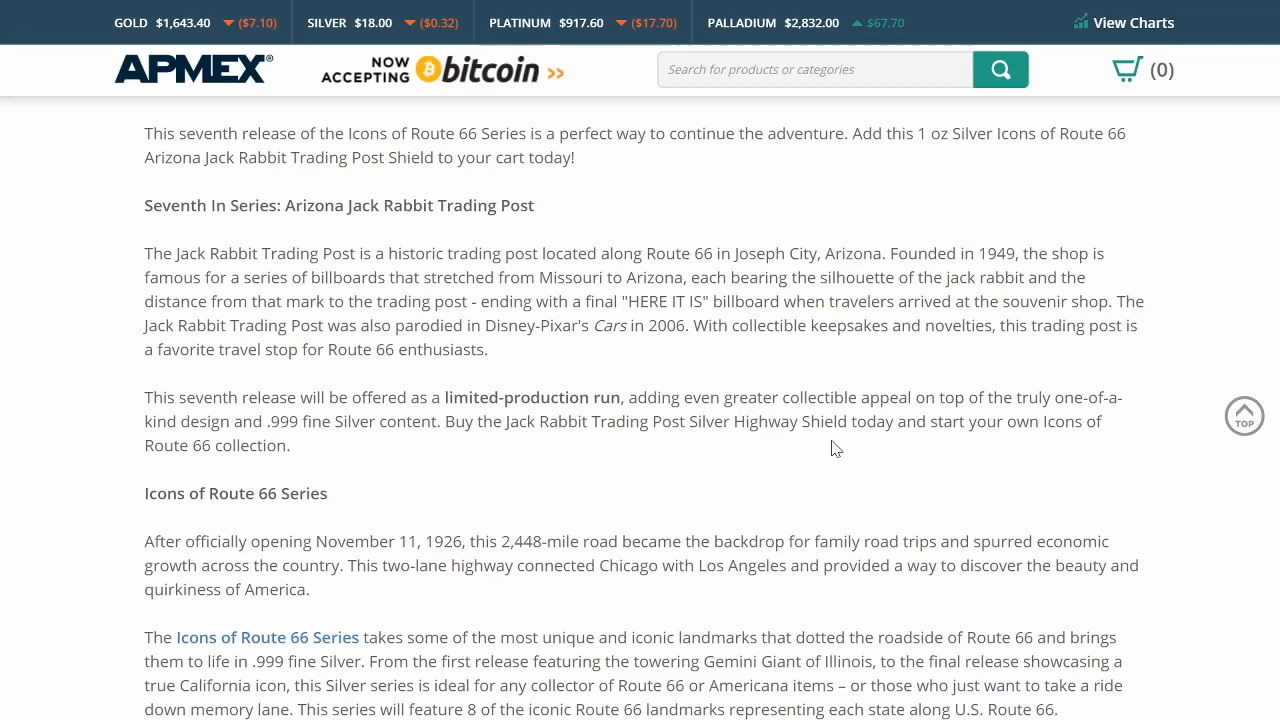 GOLD $1,643.40 ▼ ($7.10) SILVER $18.00 ▼ ($0.32) PLATINUM $917.60 ▼ ($17.70) PALLADIUM $2,832.00 ▲ $67.70 View Charts
APMEX® NOW ACCEPTING bitcoin >> Search for products or categories (0)
This seventh release of the Icons of Route 66 Series is a perfect way to continue the adventure. Add this 1 oz Silver Icons of Route 66
Arizona Jack Rabbit Trading Post Shield to your cart today!
Seventh In Series: Arizona Jack Rabbit Trading Post
The Jack Rabbit Trading Post is a historic trading post located along Route 66 in Joseph City, Arizona. Founded in 1949, the shop is
famous for a series of billboards that stretched from Missouri to Arizona, each bearing the silhouette of the jack rabbit and the
distance from that mark to the trading post - ending with a final "HERE IT IS" billboard when travelers arrived at the souvenir shop. The
Jack Rabbit Trading Post was also parodied in Disney-Pixar's Cars in 2006. With collectible keepsakes and novelties, this trading post is
a favorite travel stop for Route 66 enthusiasts.
This seventh release will be offered as a limited-production run, adding even greater collectible appeal on top of the truly one-of-a-
kind design and .999 fine Silver content. Buy the Jack Rabbit Trading Post Silver Highway Shield today and start your own Icons of
Route 66 collection.
TOP
Icons of Route 66 Series
After officially opening November 11, 1926, this 2,448-mile road became the backdrop for family road trips and spurred economic
growth across the country. This two-lane highway connected Chicago with Los Angeles and provided a way to discover the beauty and
quirkiness of America.
The Icons of Route 66 Series takes some of the most unique and iconic landmarks that dotted the roadside of Route 66 and brings
them to life in .999 fine Silver. From the first release featuring the towering Gemini Giant of Illinois, to the final release showcasing a
true California icon, this Silver series is ideal for any collector of Route 66 or Americana items – or those who just want to take a ride
down memory lane. This series will feature 8 of the iconic Route 66 landmarks representing each state along U.S. Route 66.